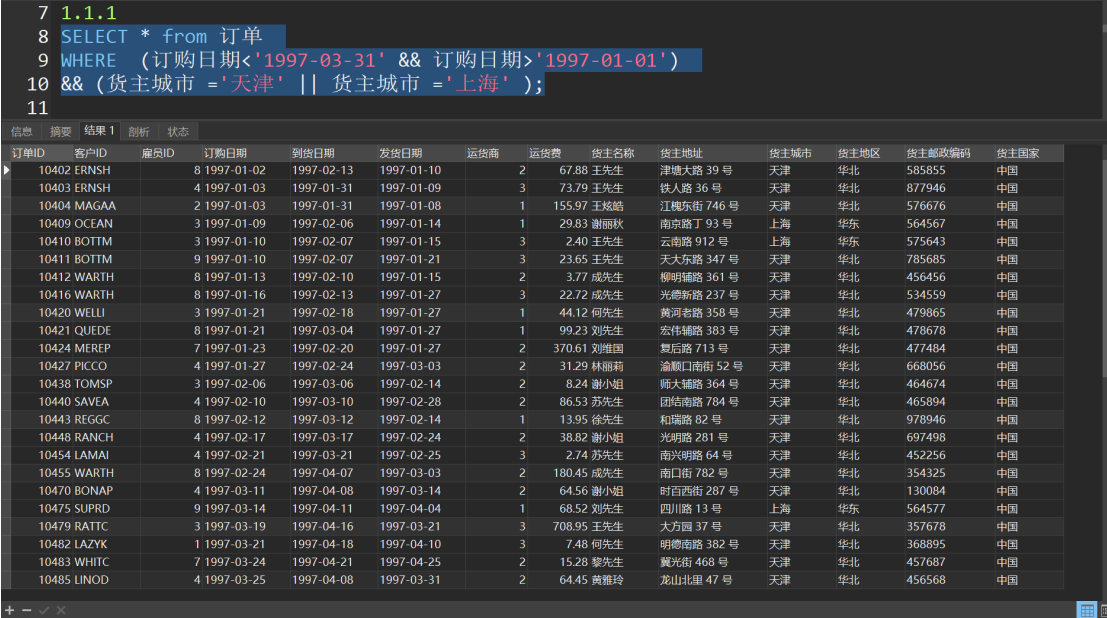 7 1.1.1
8 SELECT * from 订单
9 WHERE (订购日期<'1997-03-31' && 订购日期>'1997-01-01')
10 && (货主城市 ='天津' || 货主城市 ='上海' );
11
信息 摘要 结果 1 剖析 状态
订单ID 客户ID 雇员ID 订购日期 到货日期 发货日期 运货商 运货费 货主名称 货主地址 货主城市 货主地区 货主邮政编码 货主国家
10402 ERNSH 8 1997-01-02 1997-02-13 1997-01-10 2 67.88 王先生 津塘大路 39 号 天津 华北 585855 中国
10403 ERNSH 4 1997-01-03 1997-01-31 1997-01-09 3 73.79 王先生 铁人路 36 号 天津 华北 877946 中国
10404 MAGAA 2 1997-01-03 1997-01-31 1997-01-08 1 155.97 王炫皓 江槐东街 746 号 天津 华北 576676 中国
10409 OCEAN 3 1997-01-09 1997-02-06 1997-01-14 1 29.83 谢丽秋 南京路丁 93 号 上海 华东 564567 中国
10410 BOTTM 3 1997-01-10 1997-02-07 1997-01-15 3 2.40 王先生 云南路 912 号 上海 华东 575643 中国
10411 BOTTM 9 1997-01-10 1997-02-07 1997-01-21 3 23.65 王先生 天大东路 347 号 天津 华北 785685 中国
10412 WARTH 8 1997-01-13 1997-02-10 1997-01-15 2 3.77 成先生 柳明辅路 361 号 天津 华北 456456 中国
10416 WARTH 8 1997-01-16 1997-02-13 1997-01-27 3 22.72 成先生 光德新路 237 号 天津 华北 534559 中国
10420 WELLI 3 1997-01-21 1997-02-18 1997-01-27 1 44.12 何先生 黄河老路 358 号 天津 华北 479865 中国
10421 QUEDE 8 1997-01-21 1997-03-04 1997-01-27 1 99.23 刘先生 宏伟辅路 383 号 天津 华北 478678 中国
10424 MEREP 7 1997-01-23 1997-02-20 1997-01-27 2 370.61 刘维国 复后路 713 号 天津 华北 477484 中国
10427 PICCO 4 1997-01-27 1997-02-24 1997-03-03 2 31.29 林丽莉 渝顺口南街 52 号 天津 华北 668056 中国
10438 TOMSP 3 1997-02-06 1997-03-06 1997-02-14 2 8.24 谢小姐 师大辅路 364 号 天津 华北 464674 中国
10440 SAVEA 4 1997-02-10 1997-03-10 1997-02-28 2 86.53 苏先生 团结南路 784 号 天津 华北 465894 中国
10443 REGGC 8 1997-02-12 1997-03-12 1997-02-14 1 13.95 徐先生 和瑞路 82 号 天津 华北 978946 中国
10448 RANCH 4 1997-02-17 1997-03-17 1997-02-24 2 38.82 谢小姐 光明路 281 号 天津 华北 697498 中国
10454 LAMAI 4 1997-02-21 1997-03-21 1997-02-25 3 2.74 苏先生 南兴明路 64 号 天津 华北 452256 中国
10455 WARTH 8 1997-02-24 1997-04-07 1997-03-03 2 180.45 成先生 南口街 782 号 天津 华北 354325 中国
10470 BONAP 4 1997-03-11 1997-04-08 1997-03-14 2 64.56 谢小姐 时百西街 287 号 天津 华北 130084 中国
10475 SUPRD 9 1997-03-14 1997-04-11 1997-04-04 1 68.52 刘先生 四川路 13 号 上海 华东 564577 中国
10479 RATTC 3 1997-03-19 1997-04-16 1997-03-21 3 708.95 王先生 大方园 37 号 天津 华北 357678 中国
10482 LAZYK 1 1997-03-21 1997-04-18 1997-04-10 3 7.48 何先生 明德南路 382 号 天津 华北 368895 中国
10483 WHITC 7 1997-03-24 1997-04-21 1997-04-25 2 15.28 黎先生 冀光街 468 号 天津 华北 457687 中国
10485 LINOD 4 1997-03-25 1997-04-08 1997-03-31 2 64.45 黄雅玲 龙山北里 47 号 天津 华北 456568 中国